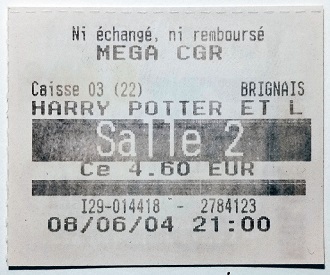 Ni échangé, ni remboursé
MEGA CGR
Caisse 03 (22) BRIGNAIS
HARRY POTTER ET L
Salle 2
Ce 4.60 EUR
I29-014418 - 2784123
08/06/04 21:00